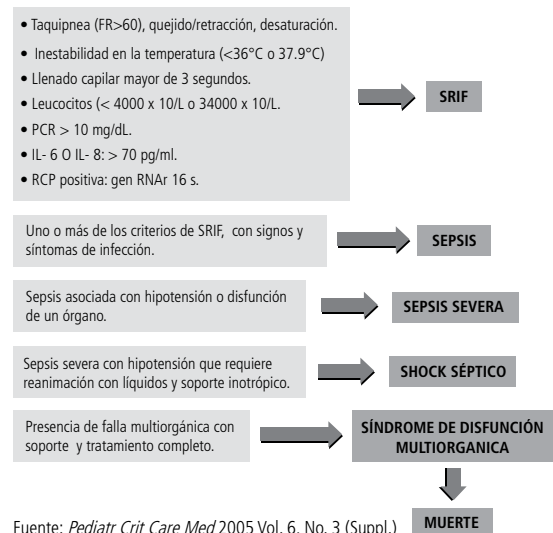 • Taquipnea (FR>60), quejido/retracción, desaturación.
• Inestabilidad en la temperatura (<36°C o 37.9°C)
• Llenado capilar mayor de 3 segundos.
• Leucocitos (< 4000 x 10/L o 34000 x 10/L.
• PCR > 10 mg/dL.
• IL- 6 O IL- 8: > 70 pg/ml.
• RCP positiva: gen RNAr 16 s.
SRIF
Uno o más de los criterios de SRIF, con signos y
síntomas de infección.
SEPSIS
Sepsis asociada con hipotensión o disfunción
de un órgano.
SEPSIS SEVERA
Sepsis severa con hipotensión que requiere
reanimación con líquidos y soporte inotrópico.
SHOCK SÉPTICO
Presencia de falla multiorgánica con
soporte y tratamiento completo.
SÍNDROME DE DISFUNCIÓN
MULTIORGANICA
MUERTE
Fuente: Pediatr Crit Care Med 2005 Vol. 6, No. 3 (Suppl.)